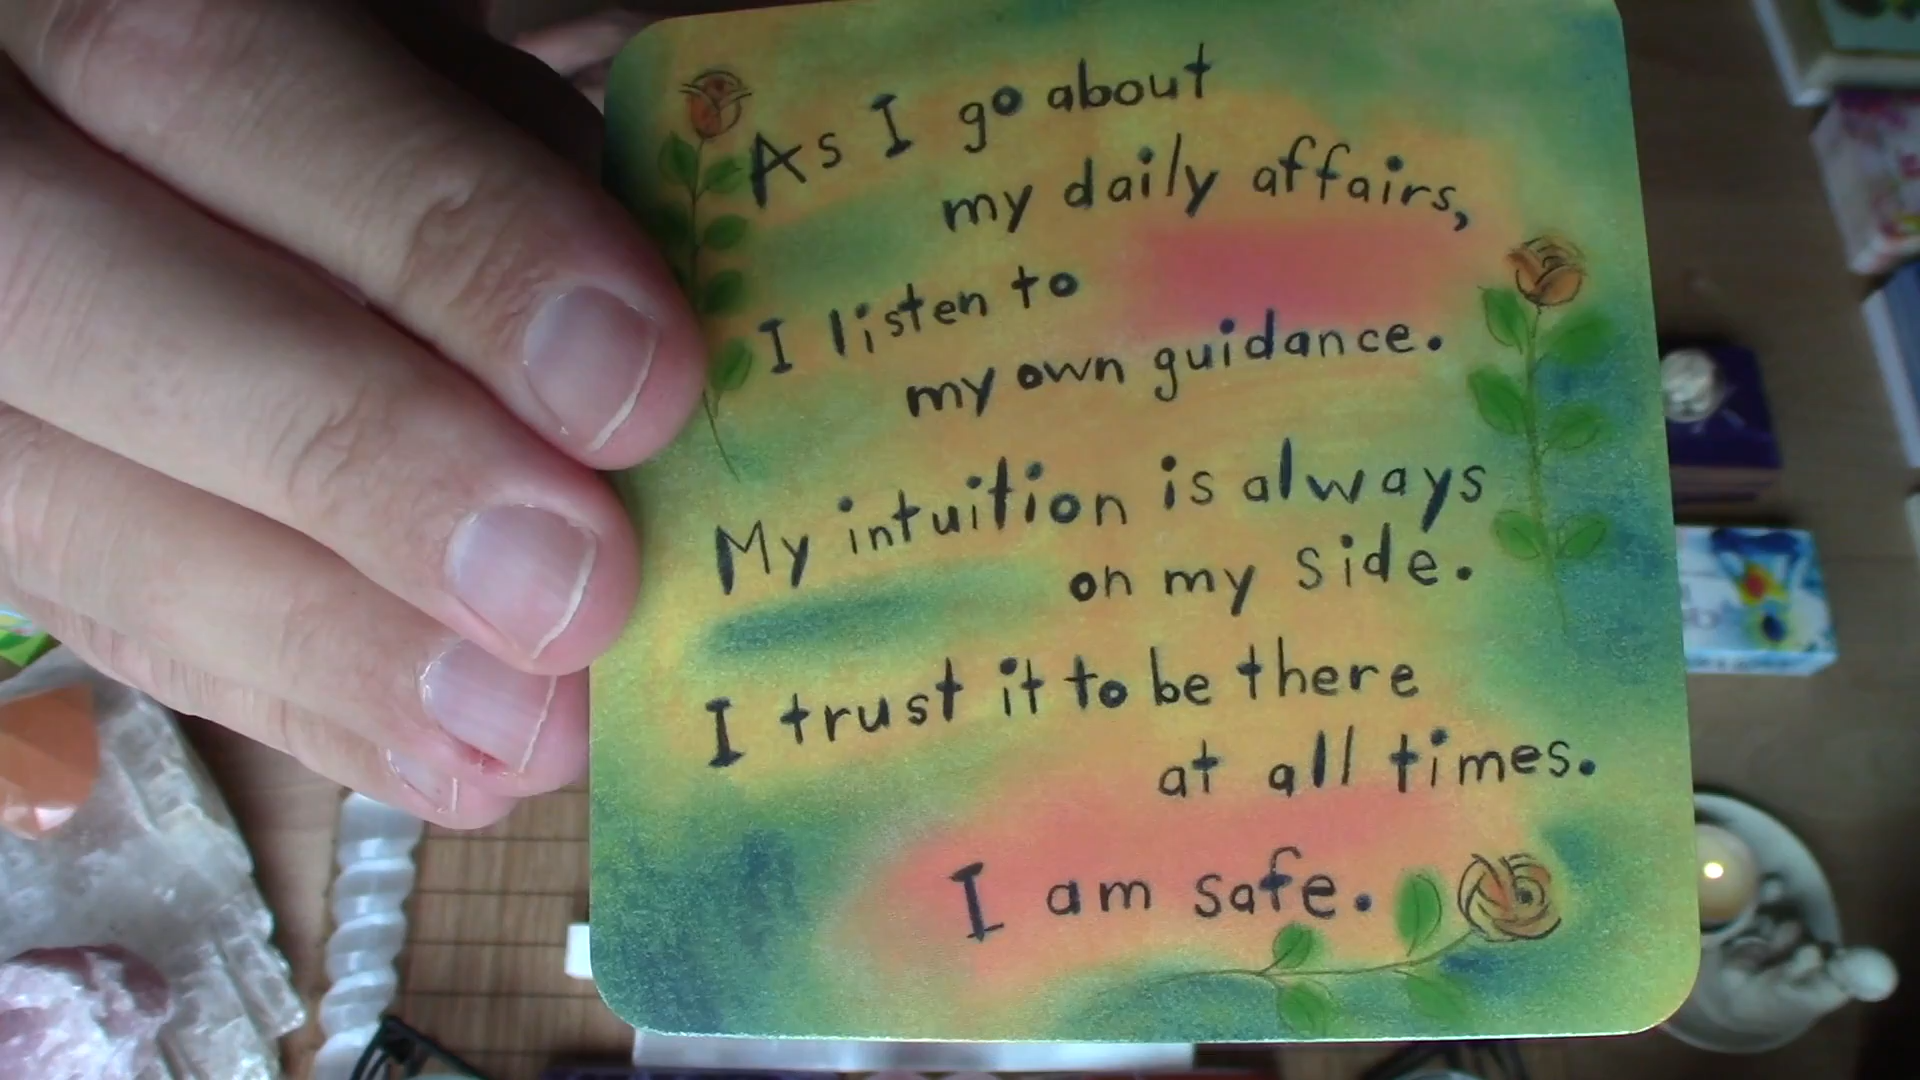 As I go about
my daily affairs,
I listen to
my own guidance.
My intuition is always
on my side.
I trust it to be there
at all times.
I am safe.